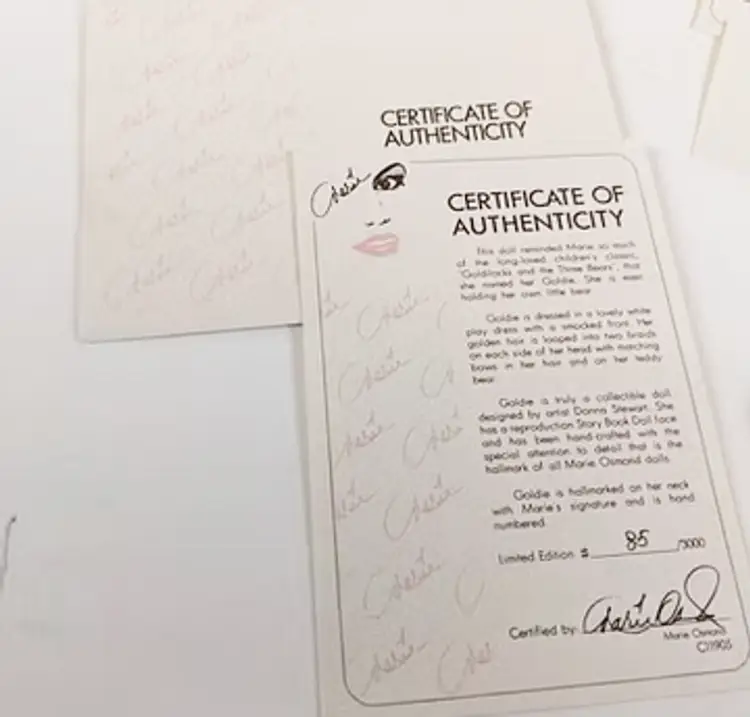 CERTIFICATE OF
AUTHENTICITY
Marie
CERTIFICATE OF
AUTHENTICITY
This doll reminded Marie so much
of the long-loved children's classic,
"Goldilocks and the Three Bears", that
she named her Goldie. She is even
holding her own little bear.
Goldie is dressed in a lovely white
play dress with a smocked front. Her
golden hair is looped into two braids
on each side of her head with matching
bows in her hair and on her teddy
bear.
Goldie is truly a collectible doll
designed by artist Donna Stewart. She
has a reproduction Story Book Doll face
and has been hand-crafted with the
special attention to detail that is the
hallmark of all Marie Osmond dolls.
Goldie is hallmarked on her neck
with Marie's signature and is hand
numbered.
Limited Edition # 85 /3000
Certified by: Marie Osmond
Marie Osmond
C11905